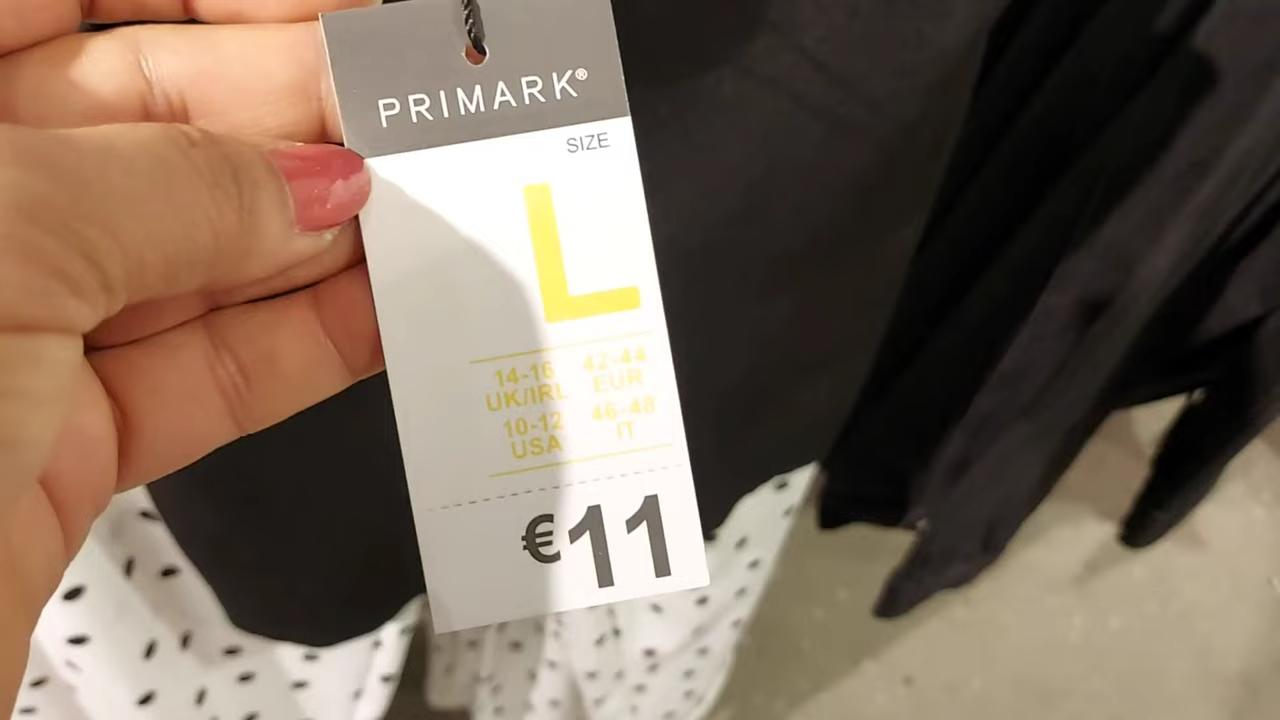 PRIMARK®
SIZE
L
14-16 42-44
UK/IRL EUR
10-12 46-48
USA IT
€11